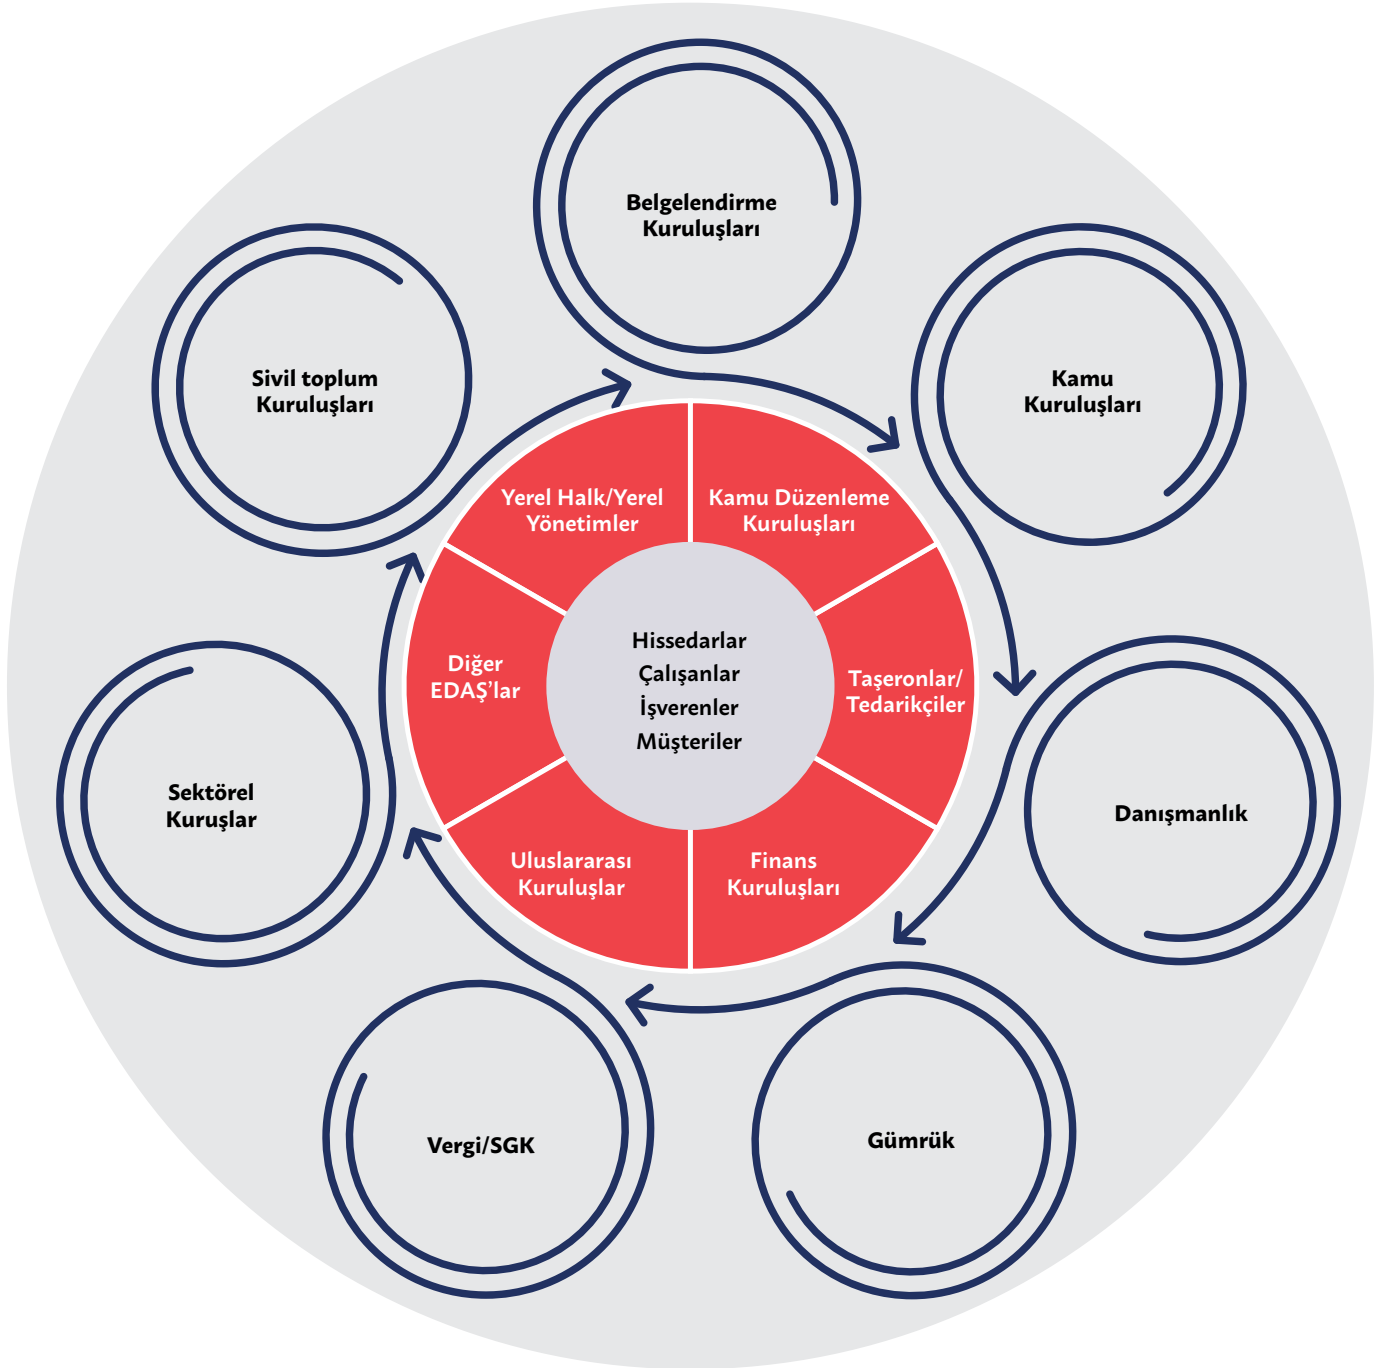 Belgelendirme
Kuruluşları
Sivil toplum
Kuruluşları
Kamu
Kuruluşları
Yerel Halk/Yerel
Yönetimler
Kamu Düzenleme
Kuruluşları
Hissedarlar
Çalışanlar
İşverenler
Müşteriler
Diğer
EDAŞ’lar
Taşeronlar/
Tedarikçiler
Sektörel
Kuruşlar
Danışmanlık
Uluslararası
Kuruluşlar
Finans
Kuruluşları
Vergi/SGK
Gümrük